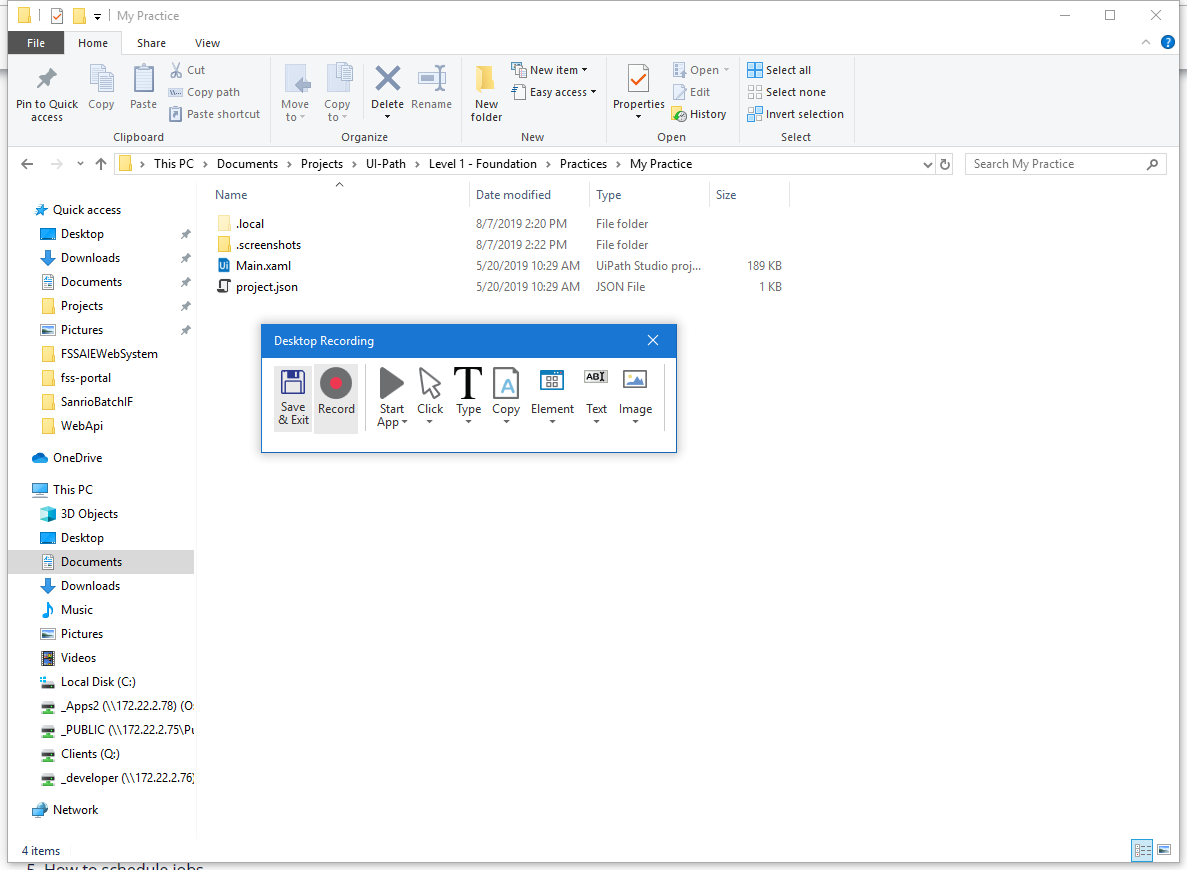 My Practice
File Home Share View
Pin to Quick access
Copy
Paste
Cut
Copy path
Paste shortcut
Clipboard
Move to
Copy to
Delete
Rename
Organize
New folder
New item
Easy access
New
Properties
Open
Edit
History
Open
Select all
Select none
Invert selection
Select
This PC > Documents > Projects > UI-Path > Level 1 - Foundation > Practices > My Practice
Search My Practice
Name Date modified Type Size
.local 8/7/2019 2:20 PM File folder
.screenshots 8/7/2019 2:22 PM File folder
Main.xaml 5/20/2019 10:29 AM UiPath Studio proj... 189 KB
project.json 5/20/2019 10:29 AM JSON File 1 KB
Quick access
Desktop
Downloads
Documents
Projects
Pictures
FSSAIEWebSystem
fss-portal
SanrioBatchIF
WebApi
OneDrive
This PC
3D Objects
Desktop
Documents
Downloads
Music
Pictures
Videos
Local Disk (C:)
_Apps2 (\\172.22.2.78) (O:
_PUBLIC (\\172.22.2.75\Pu
Clients (Q:)
_developer (\\172.22.2.76)
Network
Desktop Recording
Save & Exit
Record
Start App
Click
Type
Copy
Element
Text
Image
4 items
5. How to schedule jobs